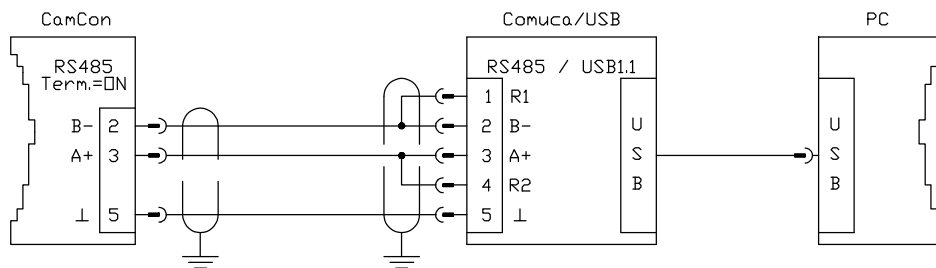 CamCon Comuca/USB PC
RS485 RS485 / USB1.1
Term.=ON
1 R1
B- 2 2 B- U U
A+ 3 3 A+ S S
4 R2 B B
⊥ 5 5 ⊥